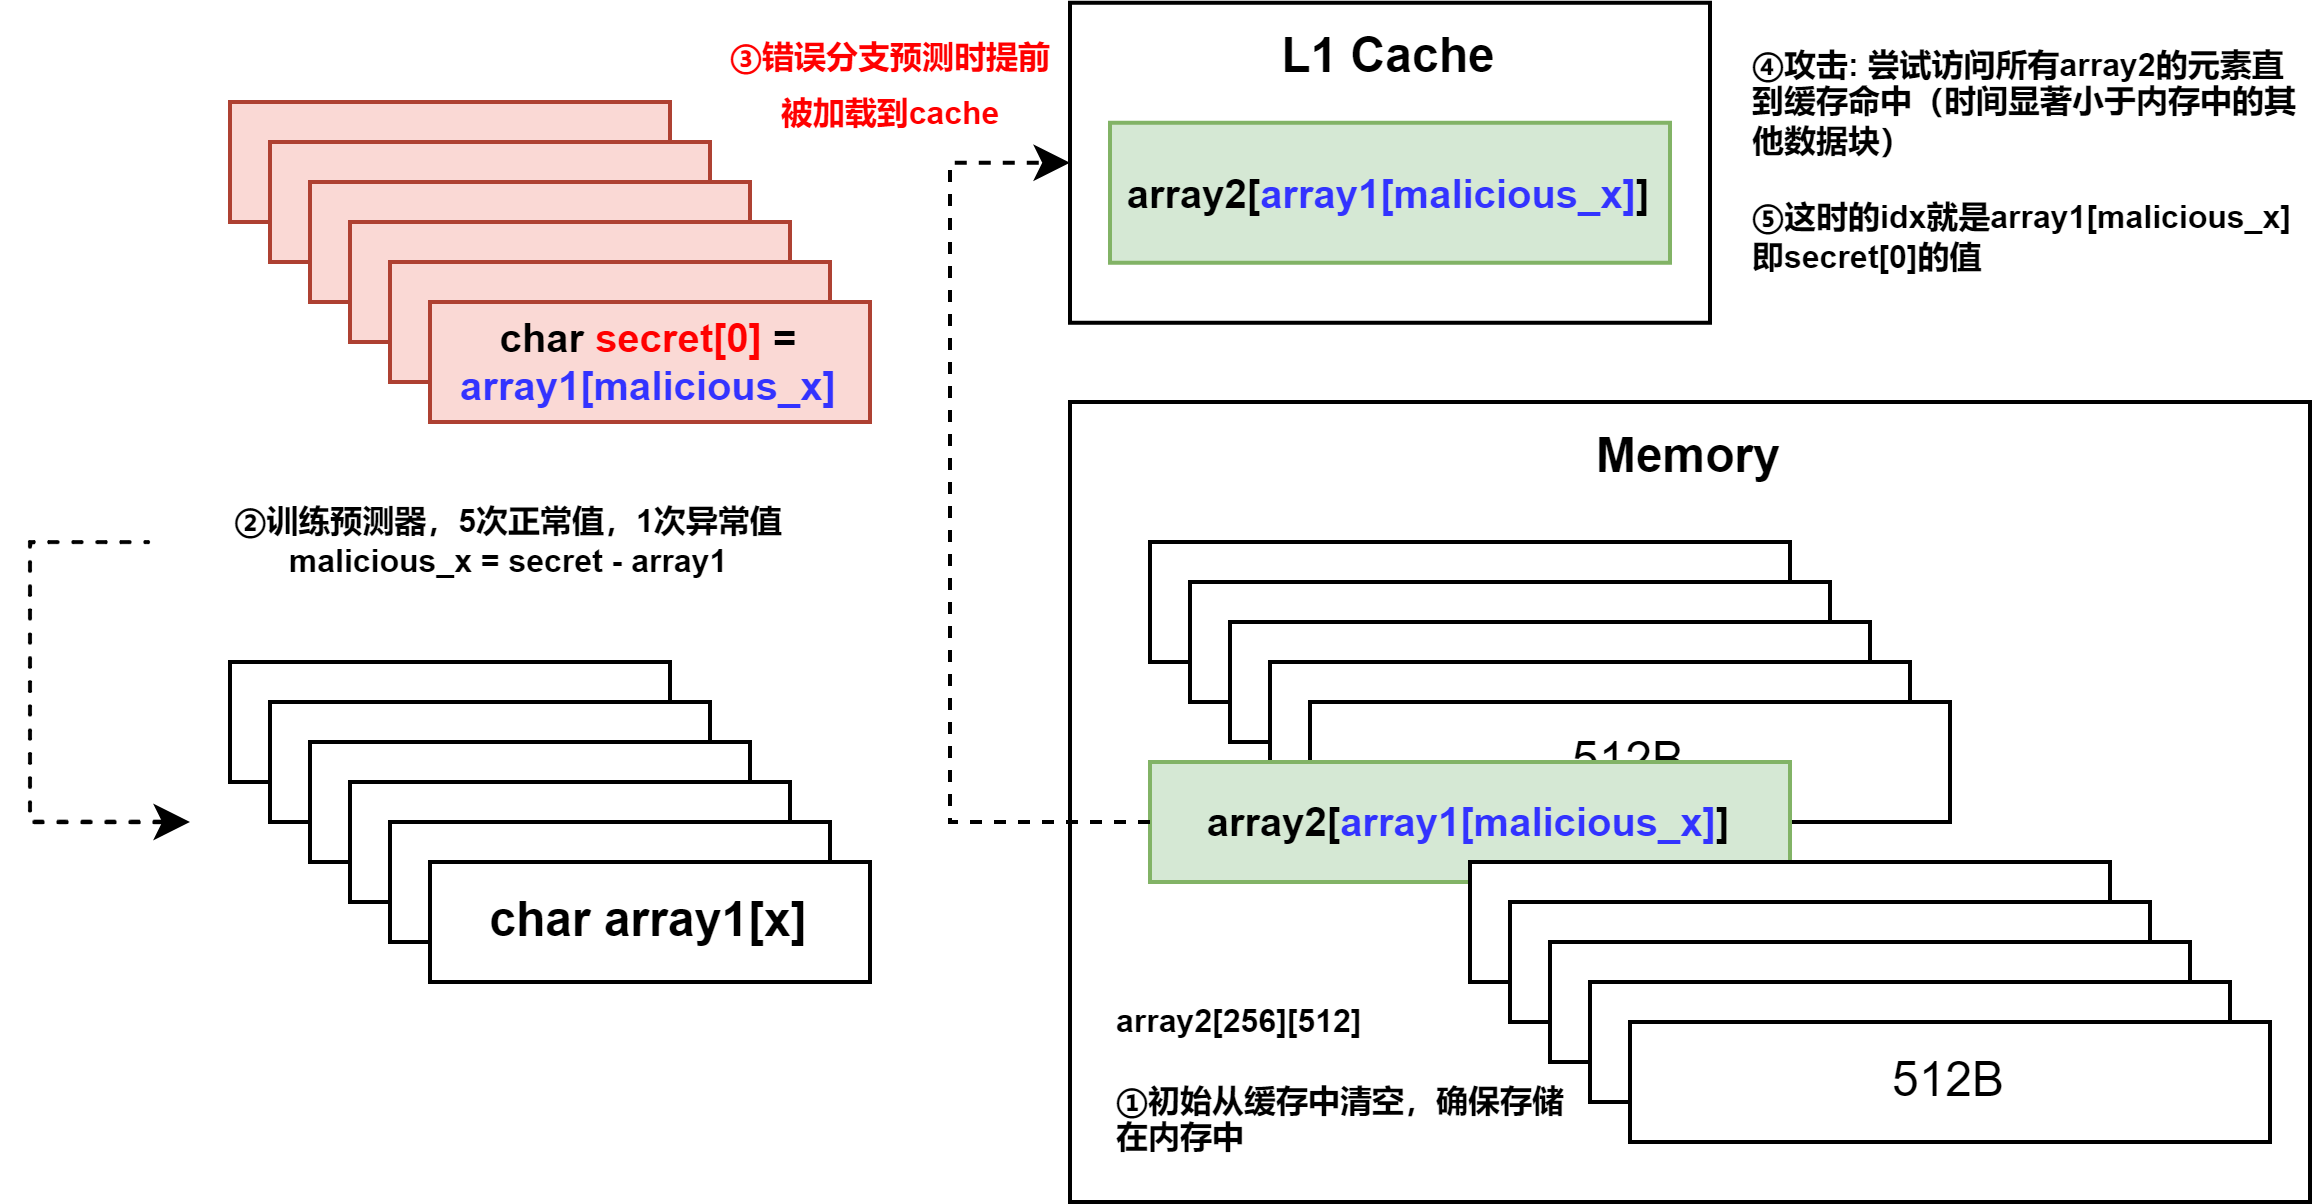 ③错误分支预测时提前
被加载到cache
L1 Cache
array2[array1[malicious_x]]
④攻击: 尝试访问所有array2的元素直
到缓存命中（时间显著小于内存中的其
他数据块）
⑤这时的idx就是array1[malicious_x]
即secret[0]的值
char secret[0] =
array1[malicious_x]
②训练预测器，5次正常值，1次异常值
malicious_x = secret - array1
char array1[x]
Memory
512B
array2[array1[malicious_x]]
array2[256][512]
①初始从缓存中清空，确保存储
在内存中
512B